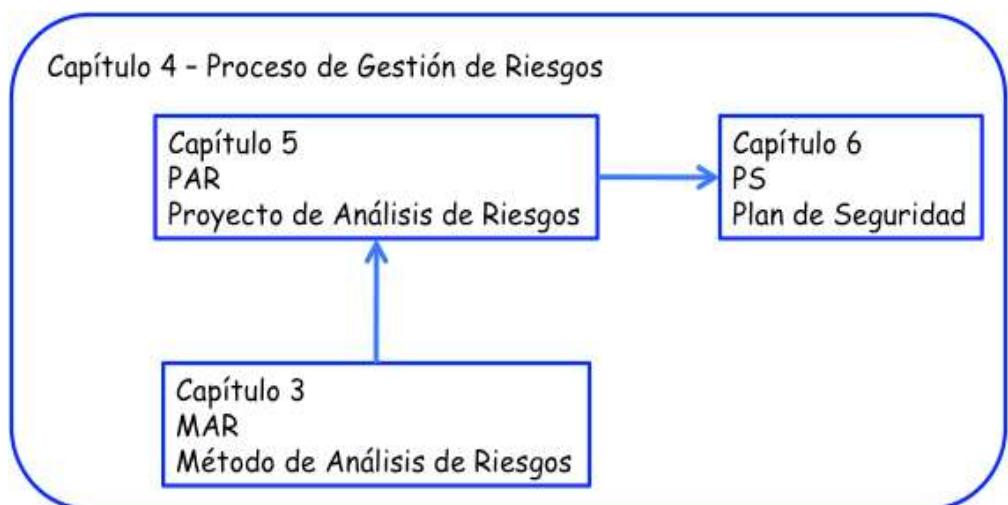 Capítulo 4 – Proceso de Gestión de Riesgos
Capítulo 5
PAR
Proyecto de Análisis de Riesgos
Capítulo 6
PS
Plan de Seguridad
Capítulo 3
MAR
Método de Análisis de Riesgos